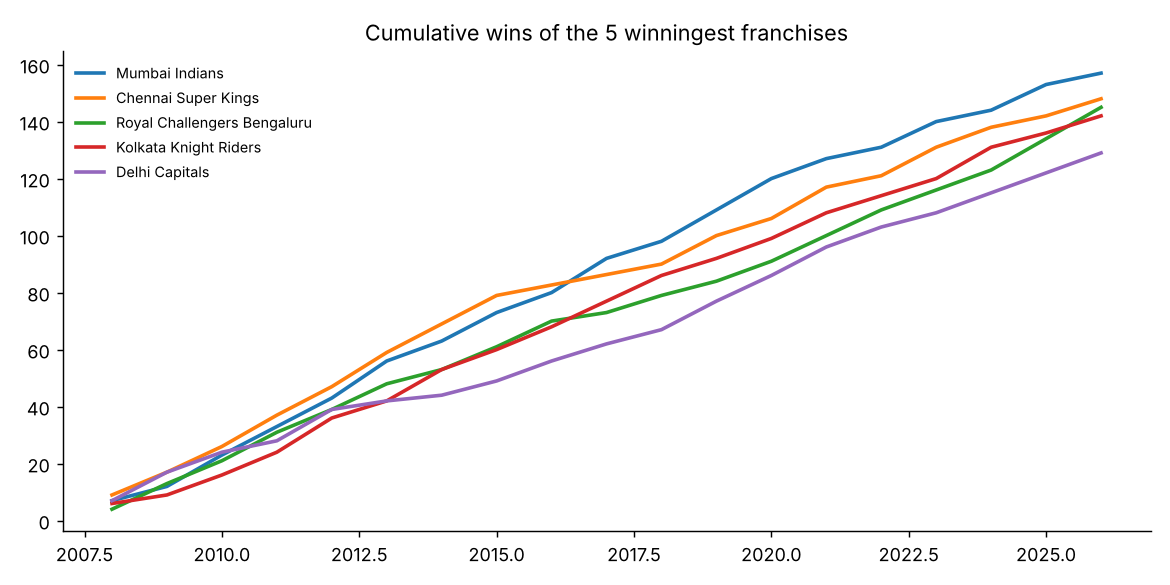 Cumulative wins of the 5 winningest franchises
160
140
120
100
80
60
40
20
0
Mumbai Indians
Chennai Super Kings
Royal Challengers Bengaluru
Kolkata Knight Riders
Delhi Capitals
2007.5 2010.0 2012.5 2015.0 2017.5 2020.0 2022.5 2025.0